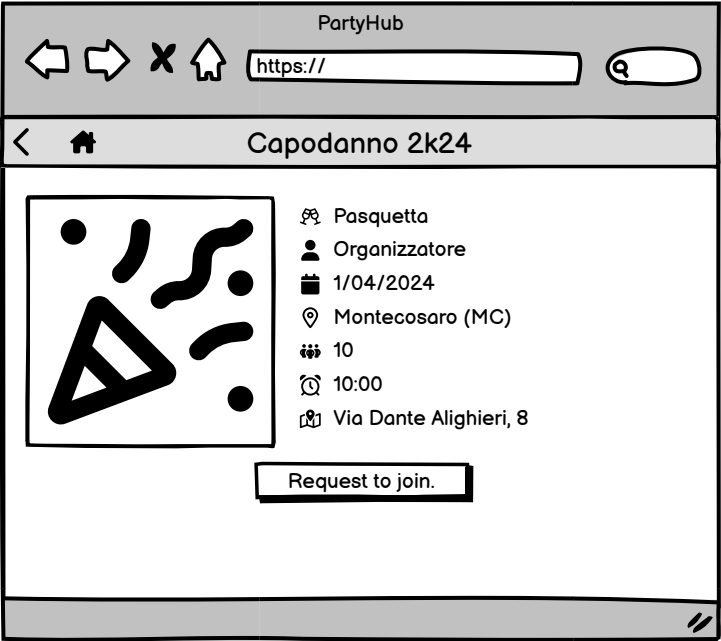 PartyHub
https://
Capodanno 2k24
Pasquetta
Organizzatore
1/04/2024
Montecosaro (MC)
10
10:00
Via Dante Alighieri, 8
Request to join.